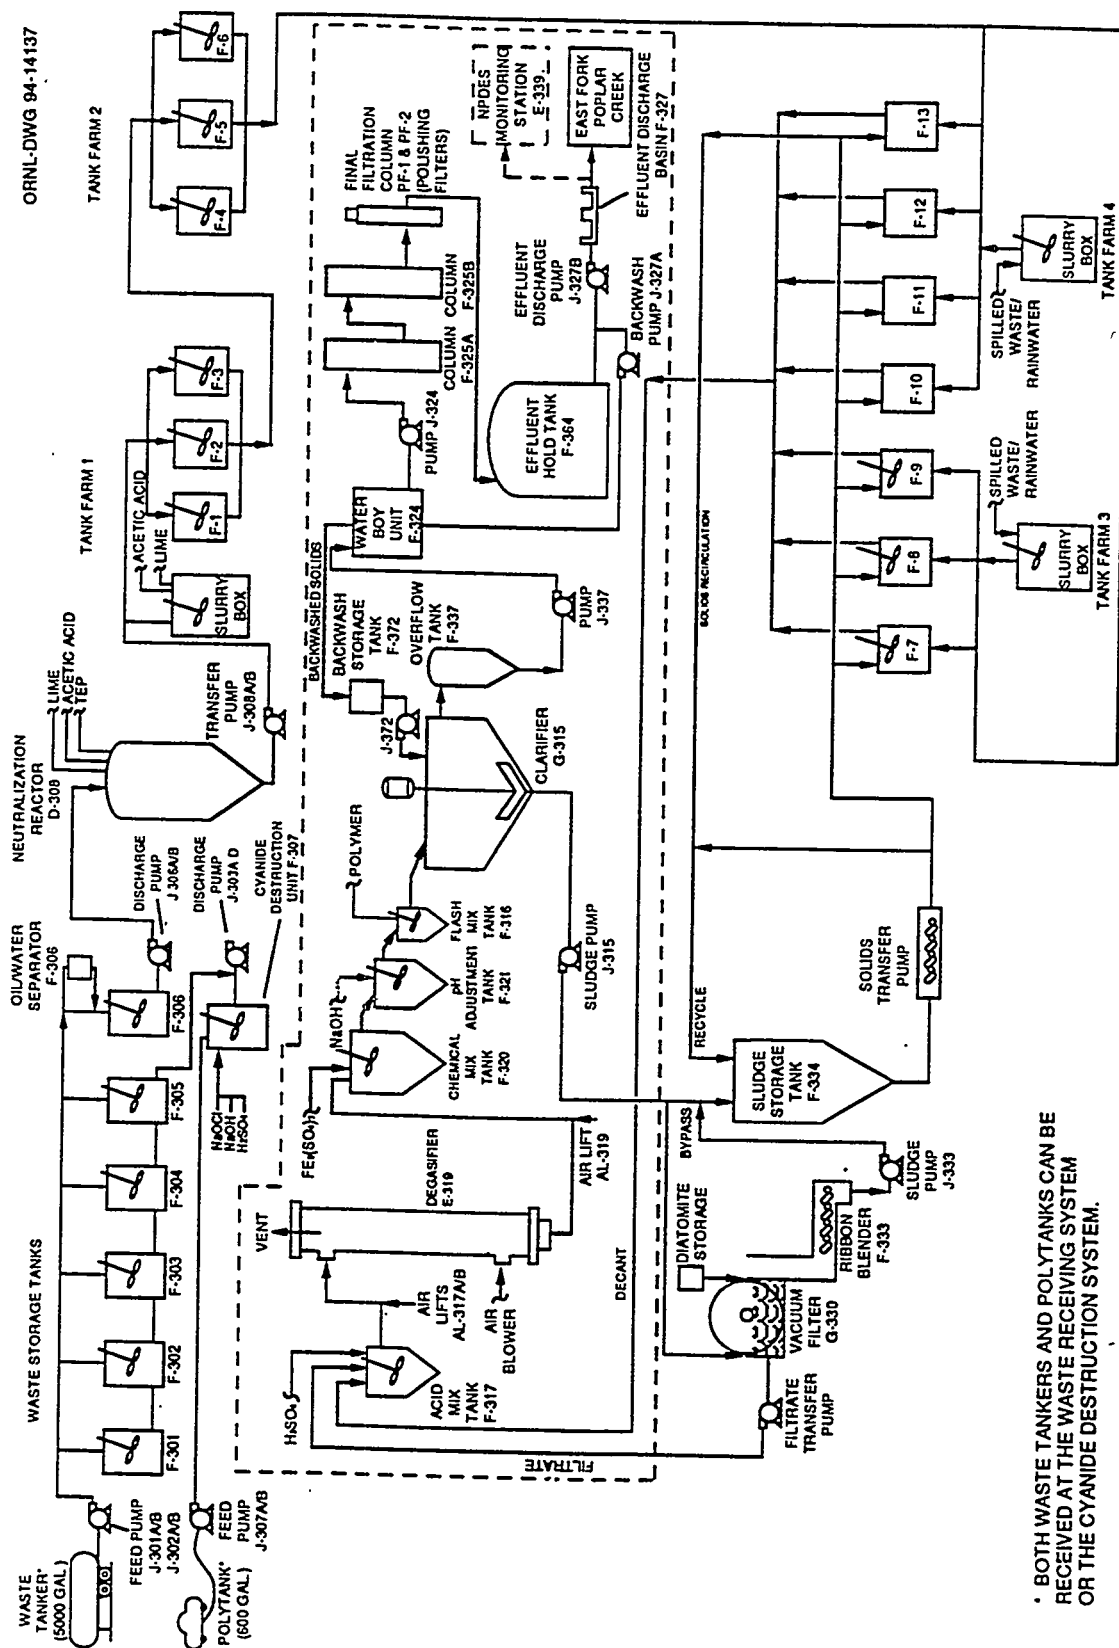 ORNL-DWG 94-14137
WASTE
TANKER*
(5000 GAL)
FEED PUMP
J-301A/B
J-302A/B
POLYTANK*
(600 GAL.)
FEED
PUMP
J-307A/B
WASTE STORAGE TANKS
F-301
F-302
F-303
F-304
F-305
F-306
OIL/WATER
SEPARATOR
F-306
NaOCl
NaOH
H₂SO₄
DISCHARGE
PUMP
J 306A/B
DISCHARGE
PUMP
J-303A D
CYANIDE
DESTRUCTION
UNIT F-307
NEUTRALIZATION
REACTOR
D-308
LIME
ACETIC ACID
TEP
TRANSFER
PUMP
J-308A/B
TANK FARM 1
ACETIC ACID
LIME
SLURRY
BOX
F-1
F-2
F-3
TANK FARM 2
F-4
F-5
F-6
H₂SO₄
ACID
MIX
TANK
F-317
AIR
LIFTS
AL-317A/B
AIR
BLOWER
VENT
DEGASIFIER
E-319
AIR LIFT
AL-319
CHEMICAL
MIX
TANK
F-320
NaOH
pH
ADJUSTMENT
TANK
F-321
POLYMER
FLASH
MIX
TANK
F-316
CLARIFIER
G-315
J-372
BACKWASH
STORAGE
TANK
F-372
BACKWASHED SOLIDS
OVERFLOW
TANK
F-337
PUMP
J-337
WATER
BOY
UNIT
F-324
PUMP J-324
COLUMN
F-325A
COLUMN
F-325B
FINAL
FILTRATION
COLUMN
PF-1 & PF-2
(POLISHING
FILTERS)
EFFLUENT
HOLD TANK
F-364
EFFLUENT
DISCHARGE
PUMP
J-327B
BACKWASH
PUMP J-327A
EFFLUENT DISCHARGE
BASIN F-327
NPDES
MONITORING
STATION
E-339
EAST FORK
POPLAR
CREEK
SLUDGE PUMP
J-315
FILTRATE
DECANT
FILTRATE
TRANSFER
PUMP
DIATOMITE
STORAGE
VACUUM
FILTER
G-330
RIBBON
BLENDER
F-333
SLUDGE
PUMP
J-333
BYPASS
RECYCLE
SLUDGE
STORAGE
TANK
F-334
SOLIDS
TRANSFER
PUMP
SOLIDS RECIRCULATION
F-7
F-8
F-9
F-10
F-11
F-12
F-13
SPILLED
WASTE/
RAINWATER
SLURRY
BOX
TANK FARM 3
SPILLED
WASTE/
RAINWATER
SLURRY
BOX
TANK FARM 4
* BOTH WASTE TANKERS AND POLYTANKS CAN BE
RECEIVED AT THE WASTE RECEIVING SYSTEM
OR THE CYANIDE DESTRUCTION SYSTEM.